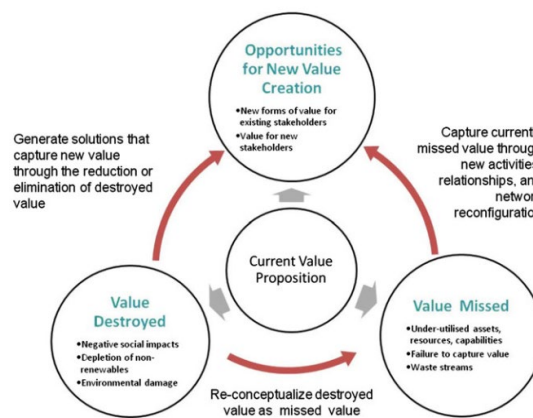 Opportunities
for New Value
Creation
•New forms of value for
existing stakeholders
•Value for new
stakeholders
Generate solutions that
capture new value
through the reduction or
elimination of destroyed
value
Capture current
missed value throug
new activitie
relationships, an
networ
reconfiguratio
Current Value
Proposition
Value
Destroyed
•Negative social impacts
•Depletion of non-
renewables
•Environmental damage
Value Missed
•Under-utilised assets,
resources, capabilities
•Failure to capture value
•Waste streams
Re-conceptualize destroyed
value as missed value